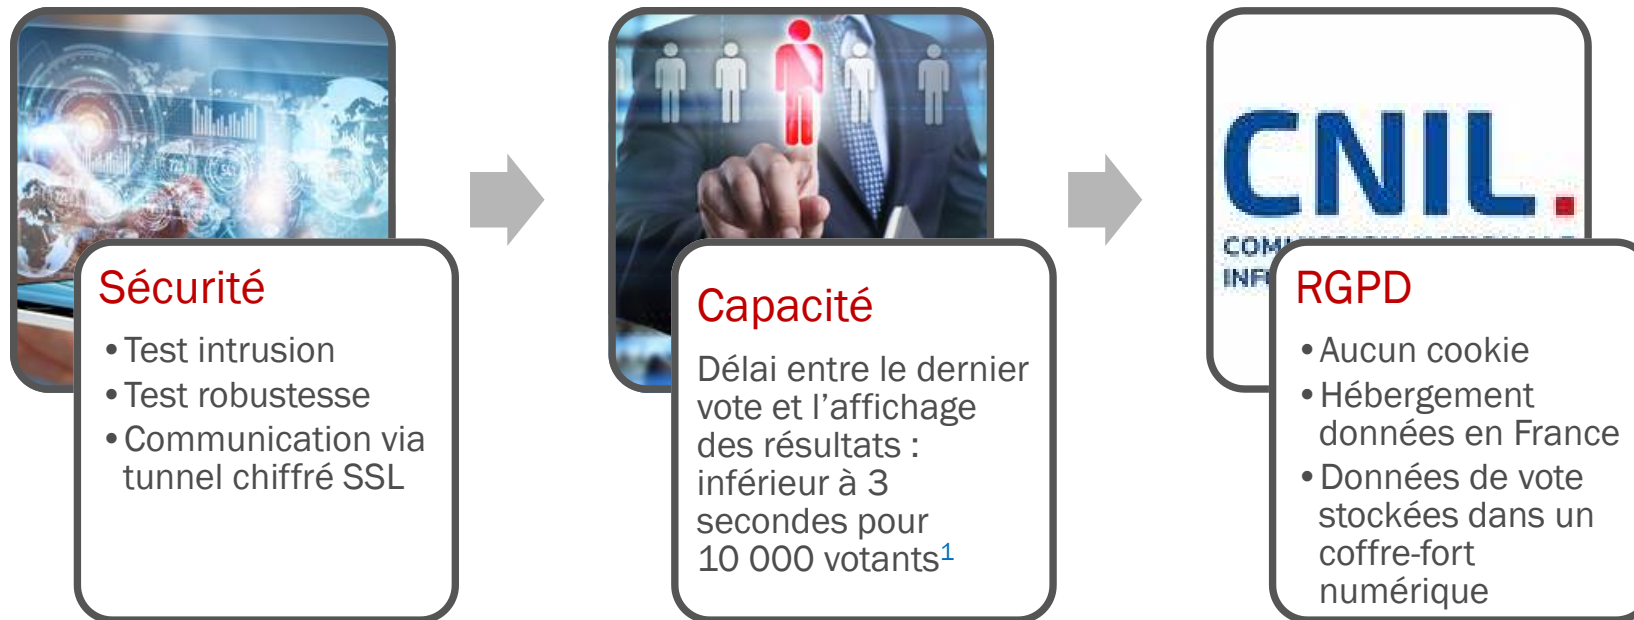 Sécurité
• Test intrusion
• Test robustesse
• Communication via
tunnel chiffré SSL
Capacité
Délai entre le dernier
vote et l’affichage
des résultats :
inférieur à 3
secondes pour
10 000 votants1
CNIL.
RGPD
• Aucun cookie
• Hébergement
données en France
• Données de vote
stockées dans un
coffre-fort
numérique